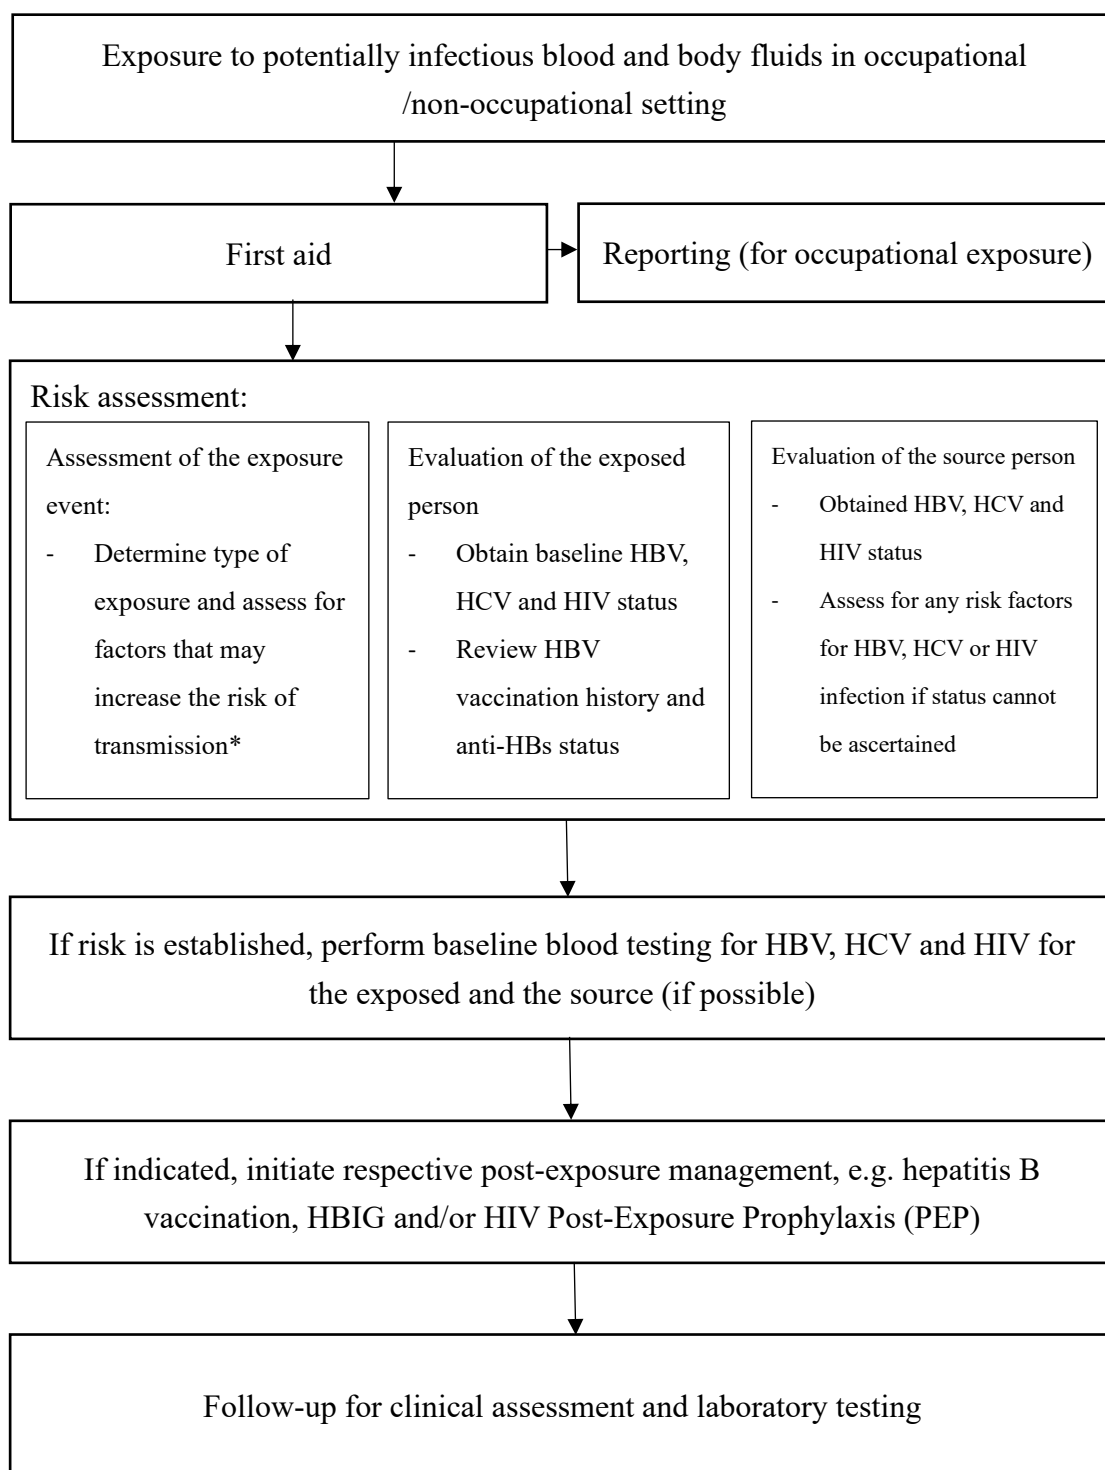 Exposure to potentially infectious blood and body fluids in occupational
/non-occupational setting
First aid
Reporting (for occupational exposure)
Risk assessment:
Assessment of the exposure
event:
- Determine type of
exposure and assess for
factors that may
increase the risk of
transmission*
Evaluation of the exposed
person
- Obtain baseline HBV,
HCV and HIV status
- Review HBV
vaccination history and
anti-HBs status
Evaluation of the source person
- Obtained HBV, HCV and
HIV status
- Assess for any risk factors
for HBV, HCV or HIV
infection if status cannot
be ascertained
If risk is established, perform baseline blood testing for HBV, HCV and HIV for
the exposed and the source (if possible)
If indicated, initiate respective post-exposure management, e.g. hepatitis B
vaccination, HBIG and/or HIV Post-Exposure Prophylaxis (PEP)
Follow-up for clinical assessment and laboratory testing